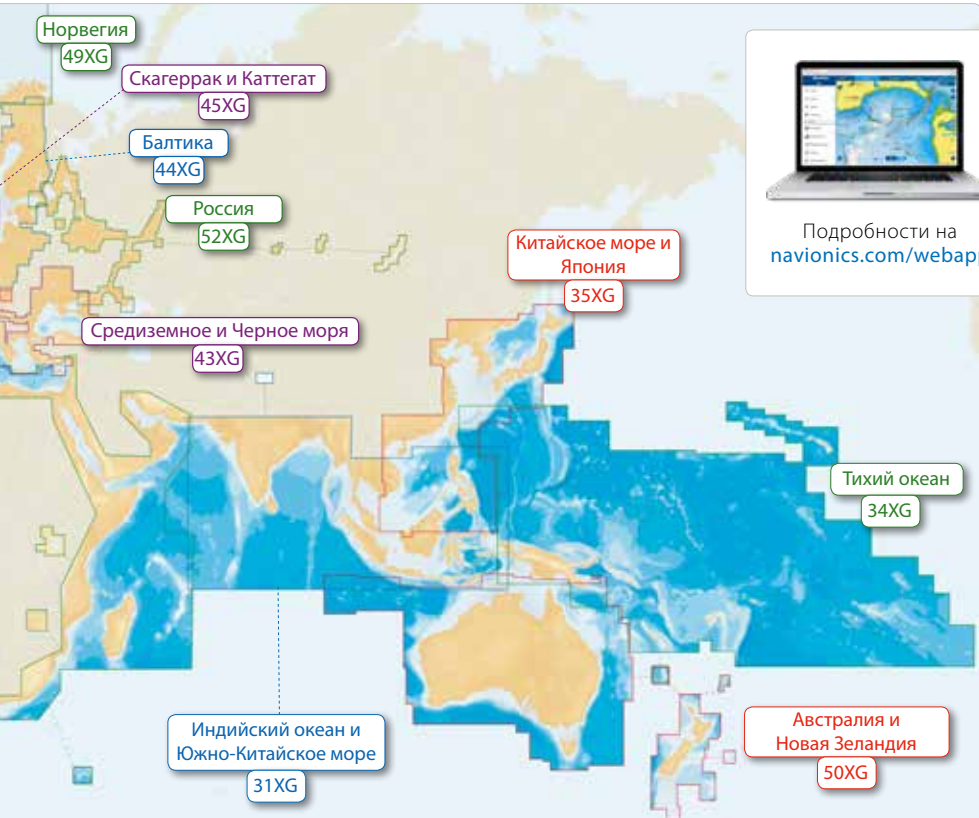 Норвегия
49XG
Скагеррак и Каттегат
45XG
Балтика
44XG
Россия
52XG
Китайское море и
Япония
35XG
Подробности на
navionics.com/webapp
Средиземное и Черное моря
43XG
Тихий океан
34XG
Индийский океан и
Южно-Китайское море
31XG
Австралия и
Новая Зеландия
50XG